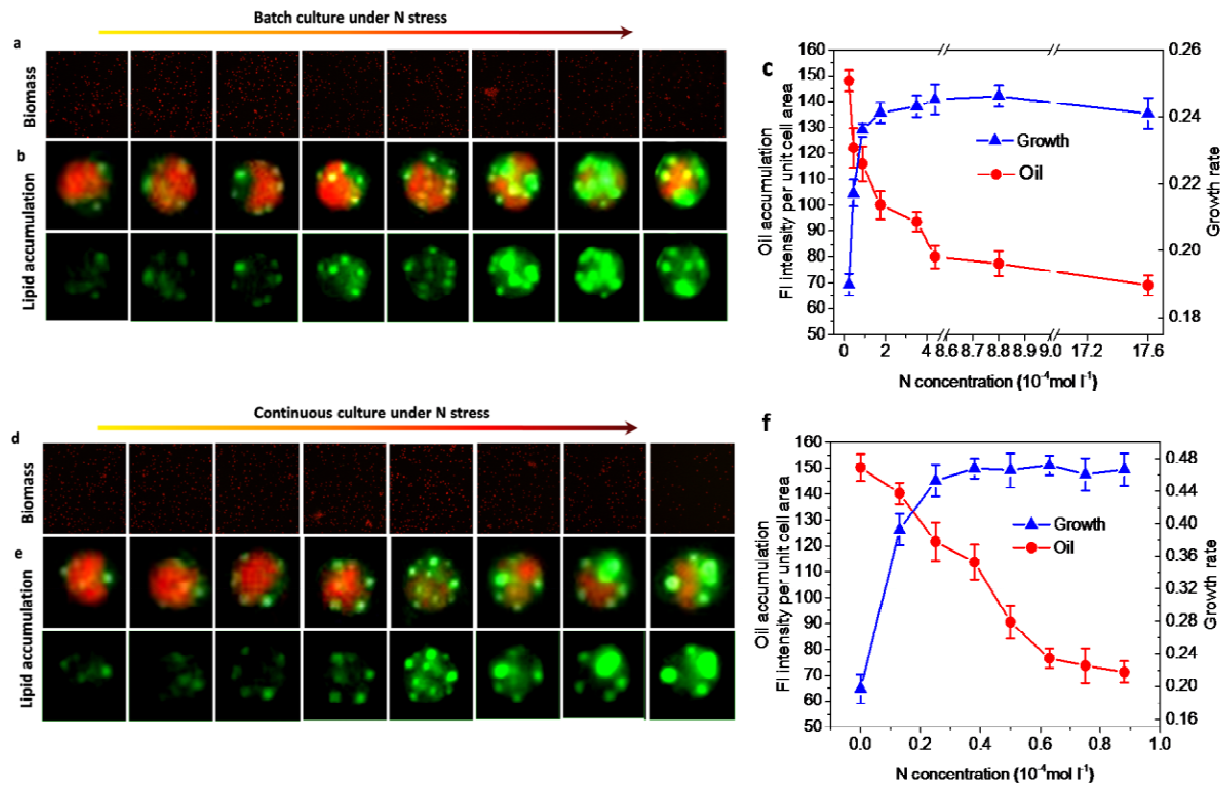 Batch culture under N stress
a
Biomass
b
Lipid accumulation
c
160
150
140
130
120
110
100
90
80
70
60
50
Oil accumulation
Fl intensity per unit cell area
0.26
0.24
0.22
0.20
0.18
Growth rate
Growth
Oil
0 2 4 8.6 8.7 8.8 8.9 9.0 17.2 17.6
N concentration (10⁻⁴mol l⁻¹)
Continuous culture under N stress
d
Biomass
e
Lipid accumulation
f
160
150
140
130
120
110
100
90
80
70
60
50
Oil accumulation
Fl intensity per unit cell area
0.48
0.44
0.40
0.36
0.32
0.28
0.24
0.20
0.16
Growth rate
Growth
Oil
0.0 0.2 0.4 0.6 0.8 1.0
N concentration (10⁻⁴mol l⁻¹)